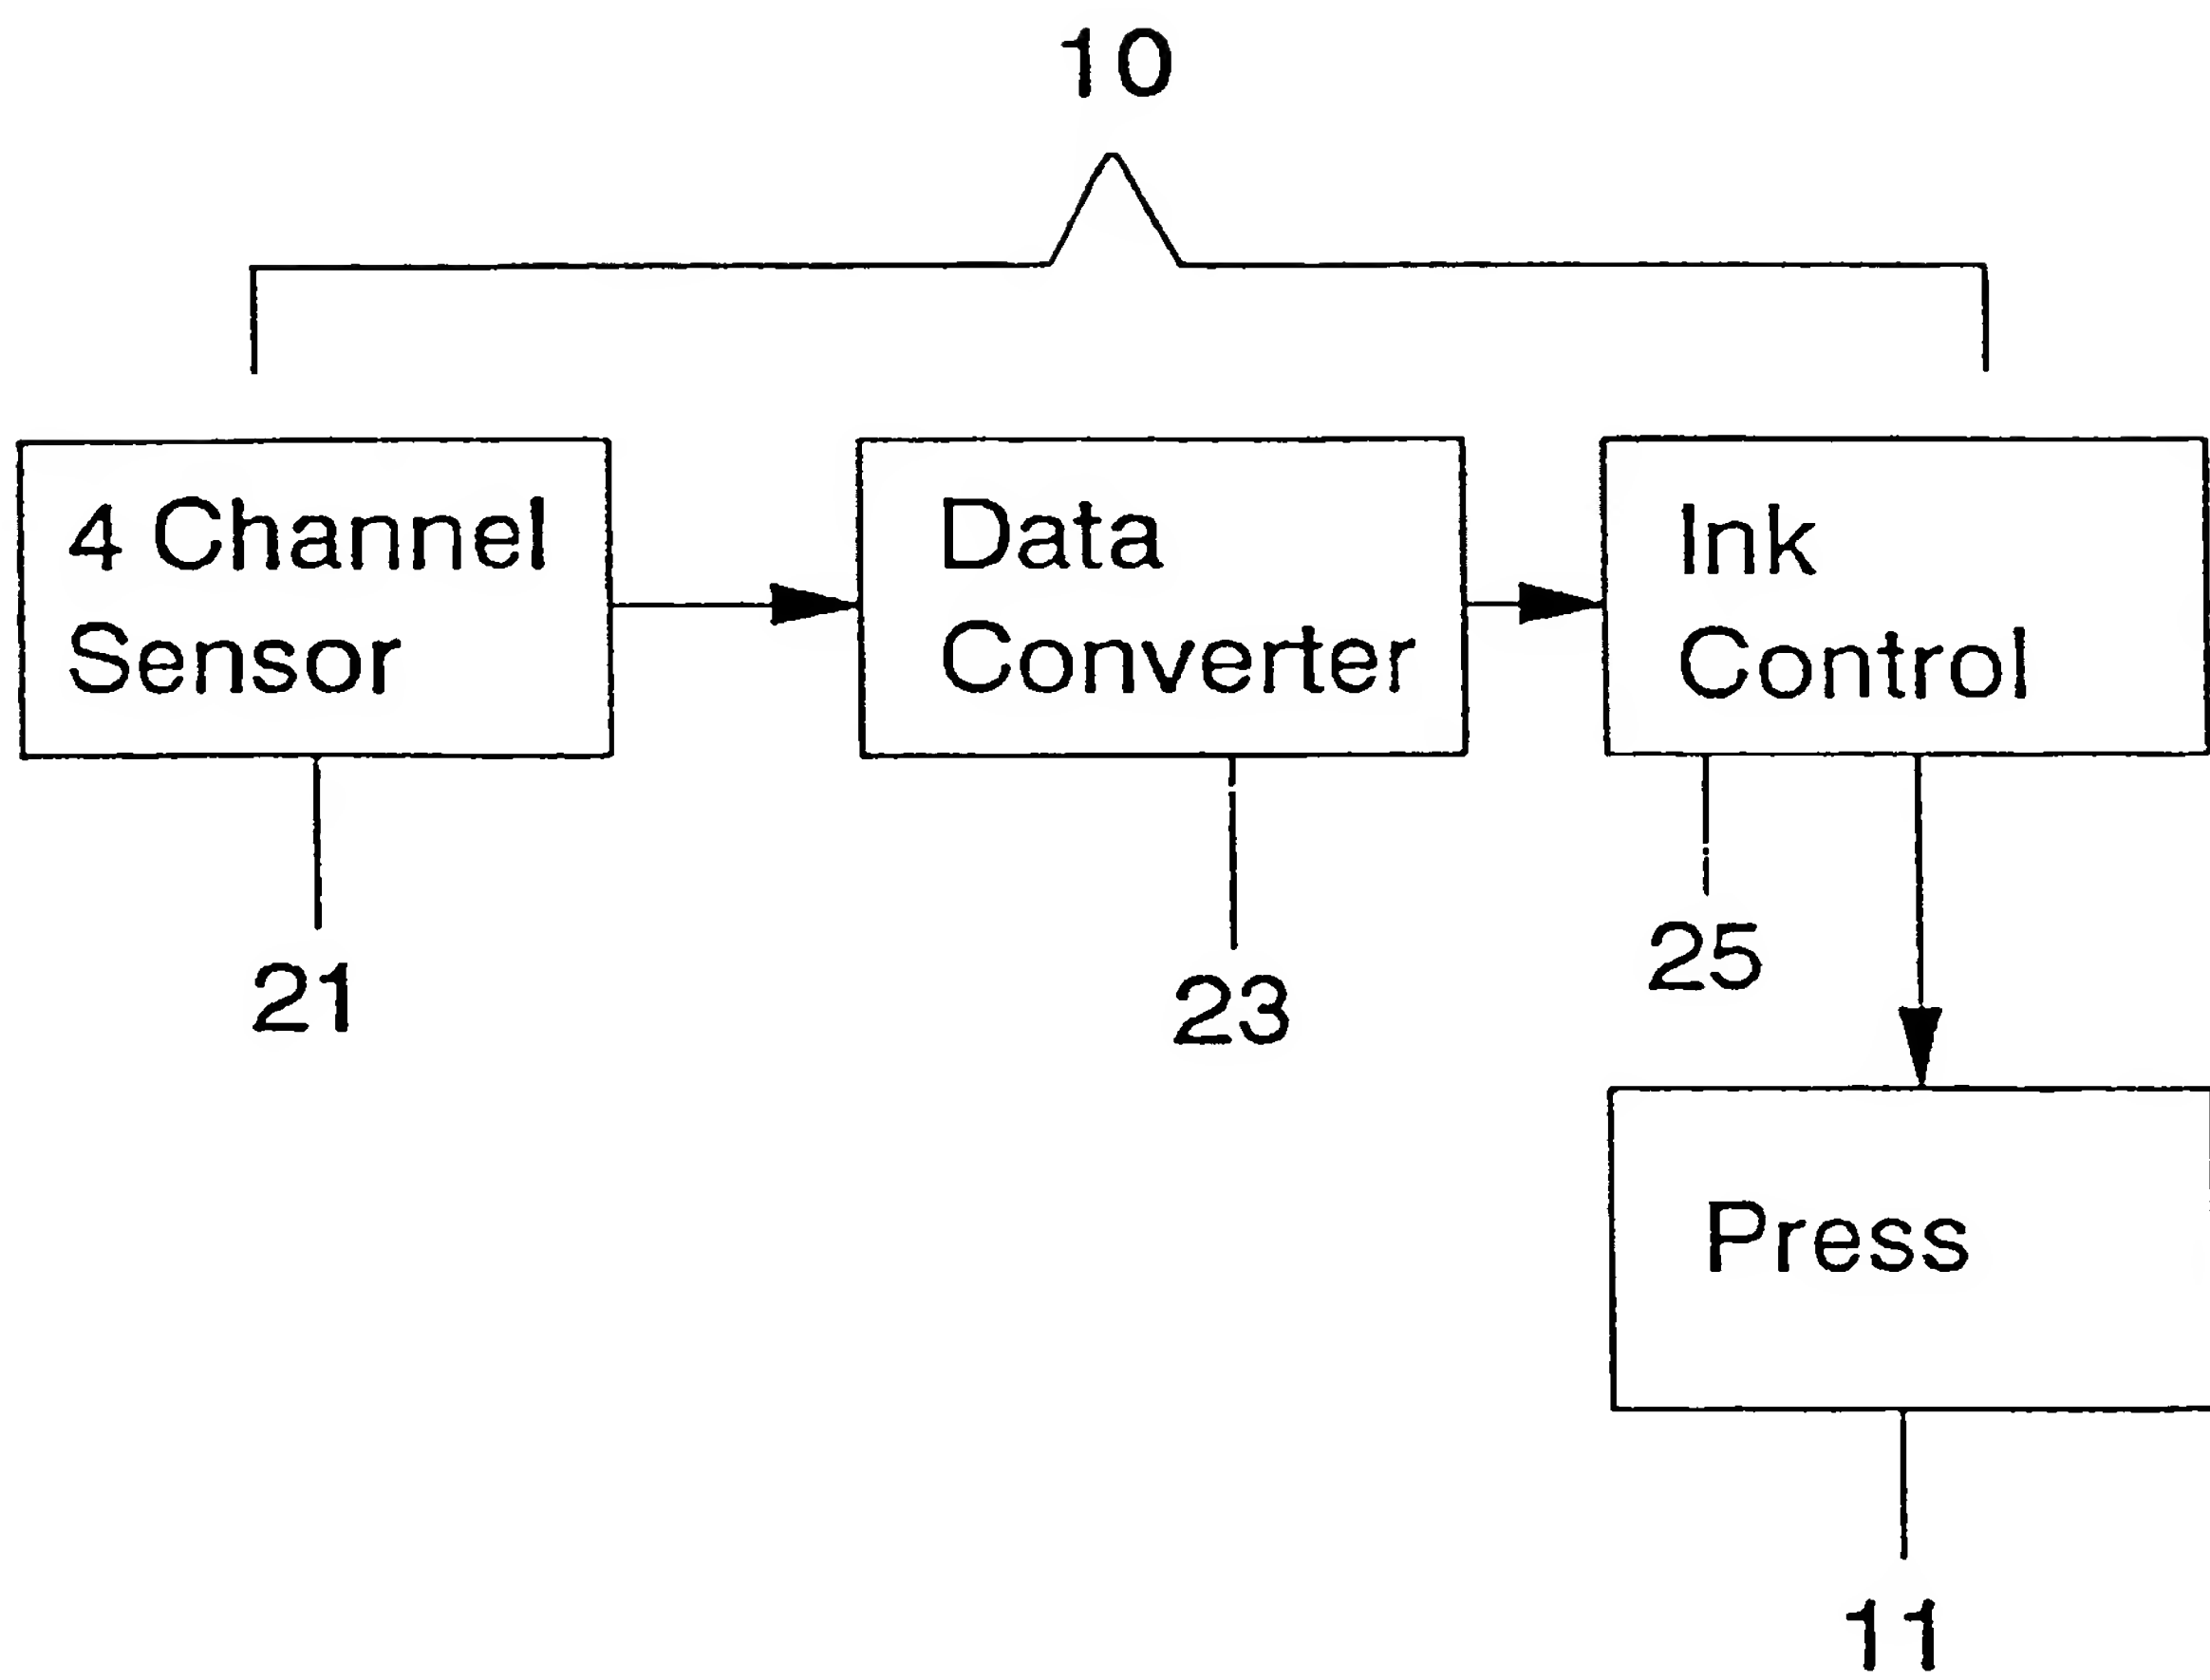 10
4 Channel
Sensor
Data
Converter
Ink
Control
21
23
25
Press
11